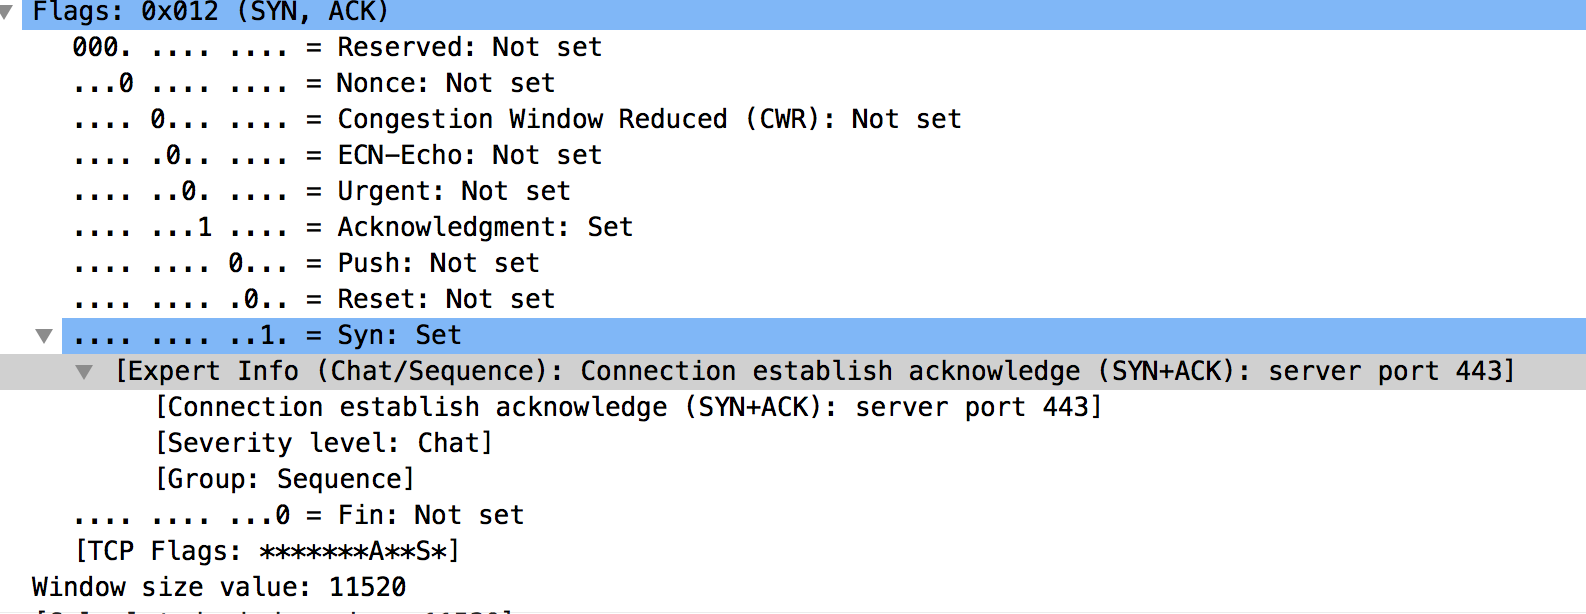 Flags: 0x012 (SYN, ACK)
000. .... .... = Reserved: Not set
...0 .... .... = Nonce: Not set
.... 0... .... = Congestion Window Reduced (CWR): Not set
.... .0.. .... = ECN-Echo: Not set
.... ..0. .... = Urgent: Not set
.... ...1 .... = Acknowledgment: Set
.... .... 0... = Push: Not set
.... .... .0.. = Reset: Not set
.... .... ..1. = Syn: Set
[Expert Info (Chat/Sequence): Connection establish acknowledge (SYN+ACK): server port 443]
[Connection establish acknowledge (SYN+ACK): server port 443]
[Severity level: Chat]
[Group: Sequence]
.... .... ...0 = Fin: Not set
[TCP Flags: *******A**S*]
Window size value: 11520